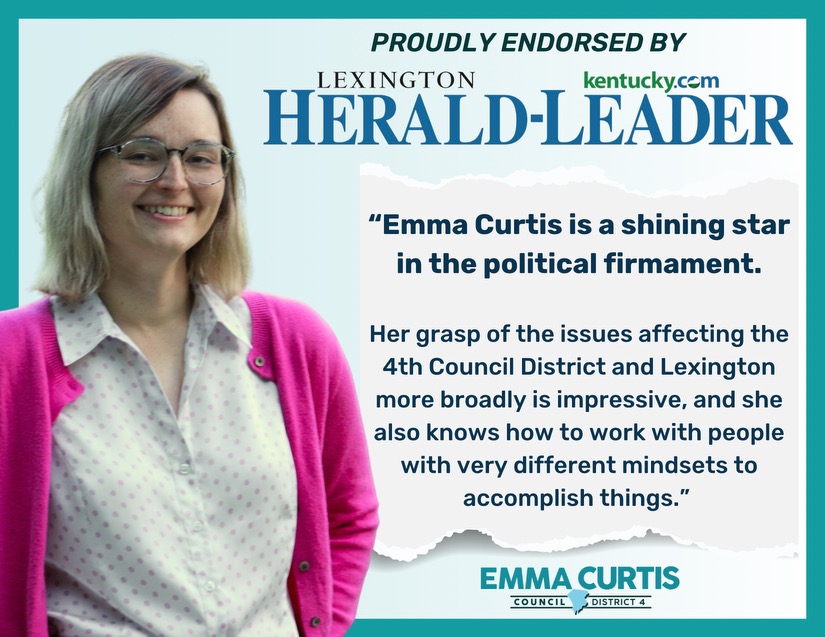 PROUDLY ENDORSED BY
LEXINGTON
kentucky.com
HERALD-LEADER
“Emma Curtis is a shining star
in the political firmament.
Her grasp of the issues affecting the
4th Council District and Lexington
more broadly is impressive, and she
also knows how to work with people
with very different mindsets to
accomplish things.”
EMMA CURTIS
COUNCIL DISTRICT 4